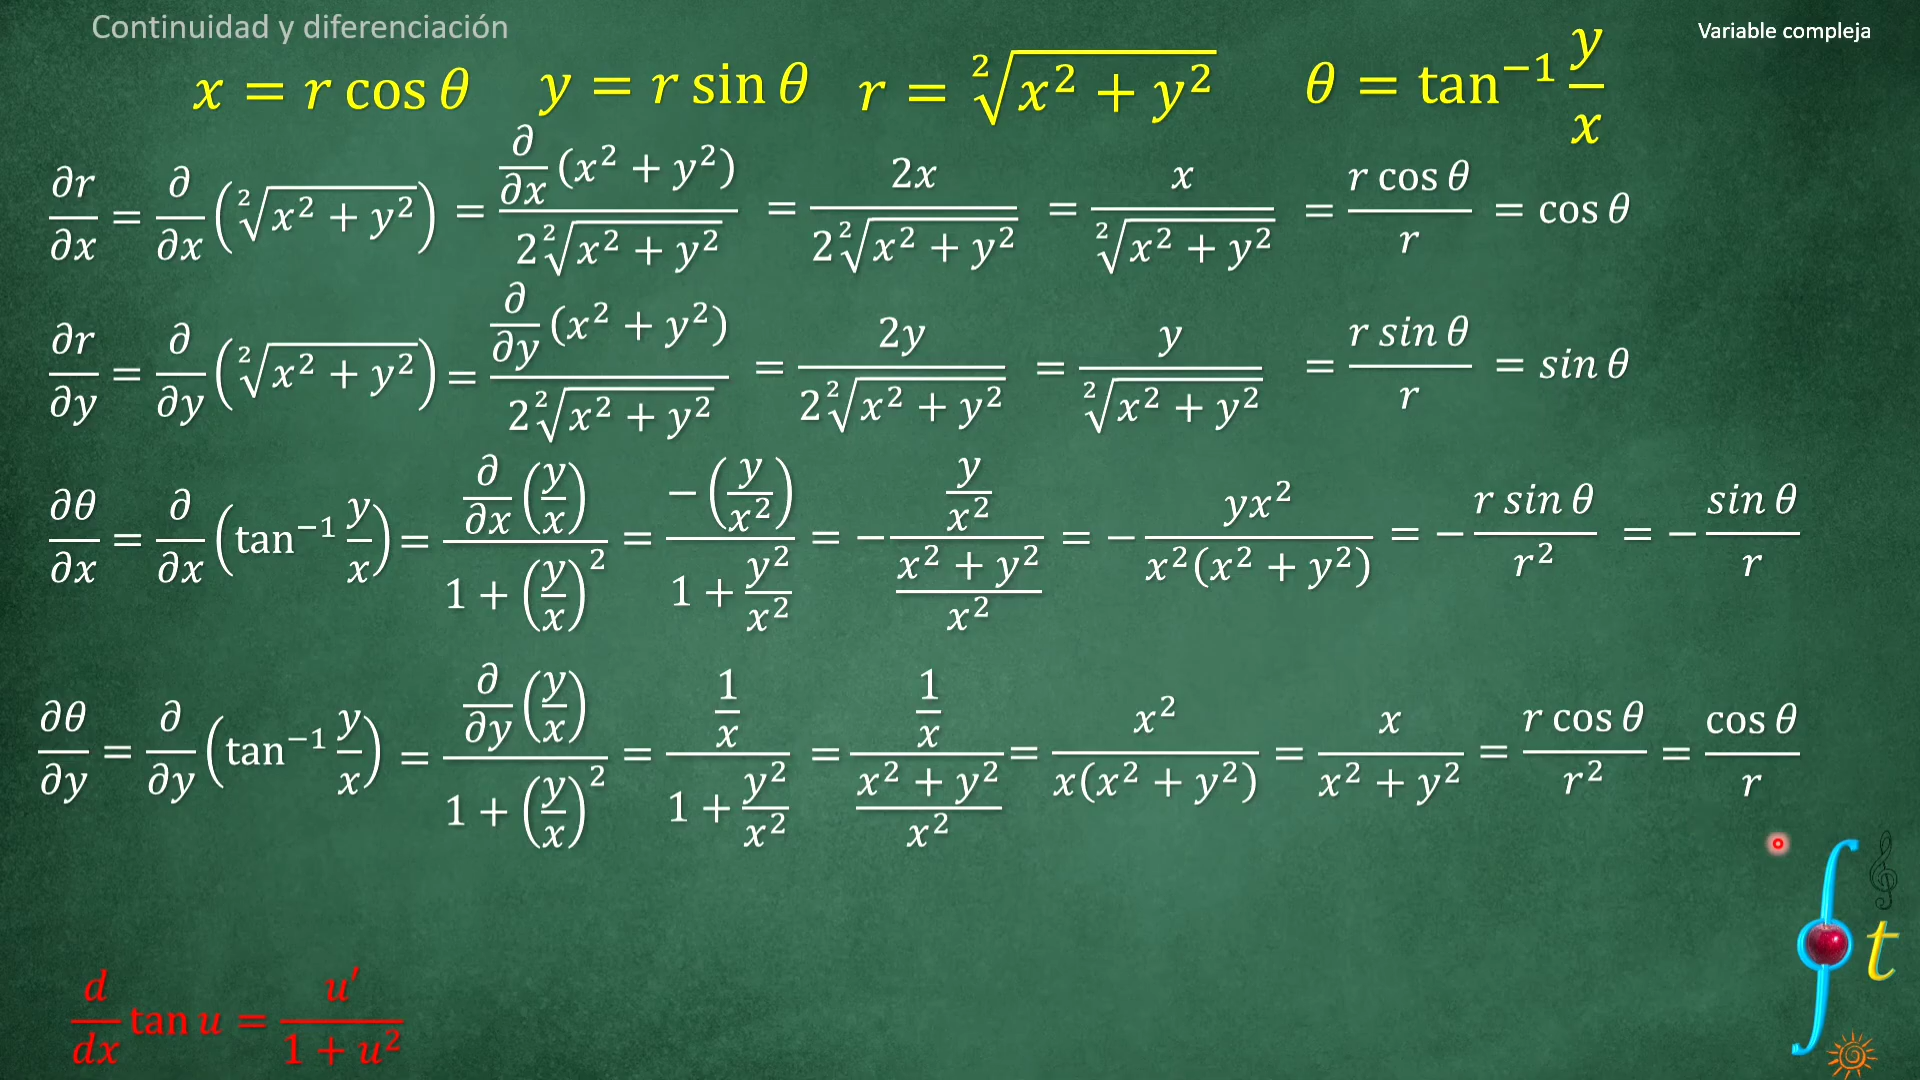 Continuidad y diferenciación
Variable compleja
x = r cos θ   y = r sin θ   r = ²√(x² + y²)   θ = tan⁻¹ y/x
∂r/∂x = ∂/∂x (²√(x² + y²)) = (∂/∂x (x² + y²))/(2 ²√(x² + y²)) = 2x/(2 ²√(x² + y²)) = x/(²√(x² + y²)) = (r cos θ)/r = cos θ
∂r/∂y = ∂/∂y (²√(x² + y²)) = (∂/∂y (x² + y²))/(2 ²√(x² + y²)) = 2y/(2 ²√(x² + y²)) = y/(²√(x² + y²)) = (r sin θ)/r = sin θ
∂θ/∂x = ∂/∂x (tan⁻¹ y/x) = (∂/∂x (y/x))/(1 + (y/x)²) = (−(y/x²))/(1 + y²/x²) = −(y/x²)/((x² + y²)/x²) = −(yx²)/(x²(x² + y²)) = −(r sin θ)/r² = −(sin θ)/r
∂θ/∂y = ∂/∂y (tan⁻¹ y/x) = (∂/∂y (y/x))/(1 + (y/x)²) = (1/x)/(1 + y²/x²) = (1/x)/((x² + y²)/x²) = x²/(x(x² + y²)) = x/(x² + y²) = (r cos θ)/r² = (cos θ)/r
t
d/dx tan u = u′/(1 + u²)